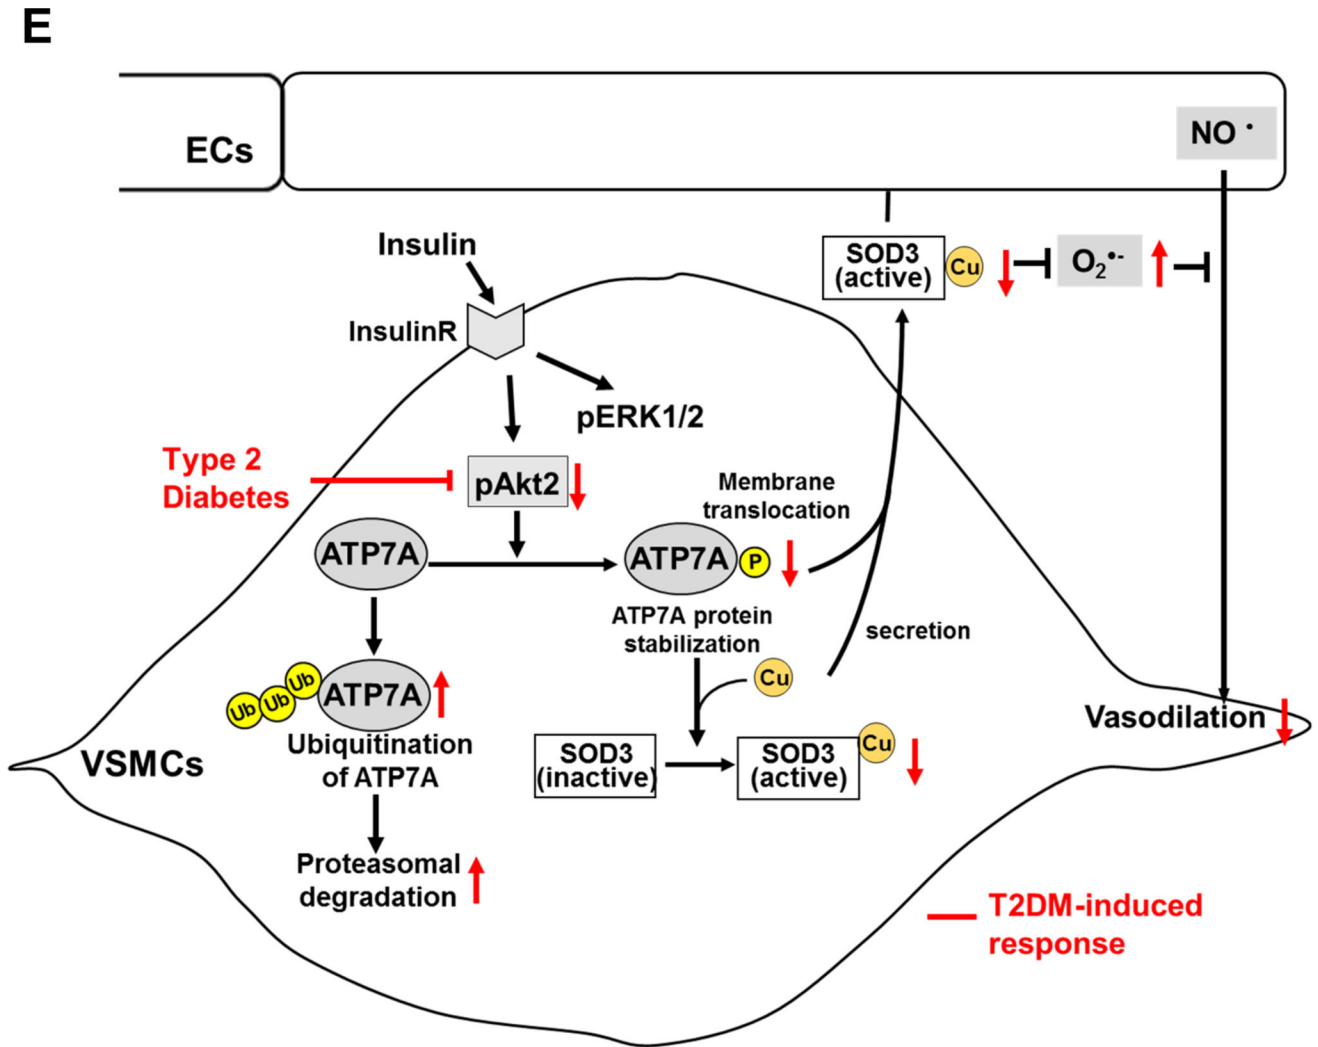 E
ECs
NO •
Insulin
InsulinR
SOD3
(active)
Cu
O₂•-
pERK1/2
Type 2
Diabetes
pAkt2
Membrane
translocation
ATP7A
ATP7A
P
ATP7A protein
stabilization
secretion
Cu
Ub
Ub
Ub
ATP7A
Ubiquitination
of ATP7A
VSMCs
SOD3
(inactive)
SOD3
(active)
Cu
Vasodilation
Proteasomal
degradation
T2DM-induced
response